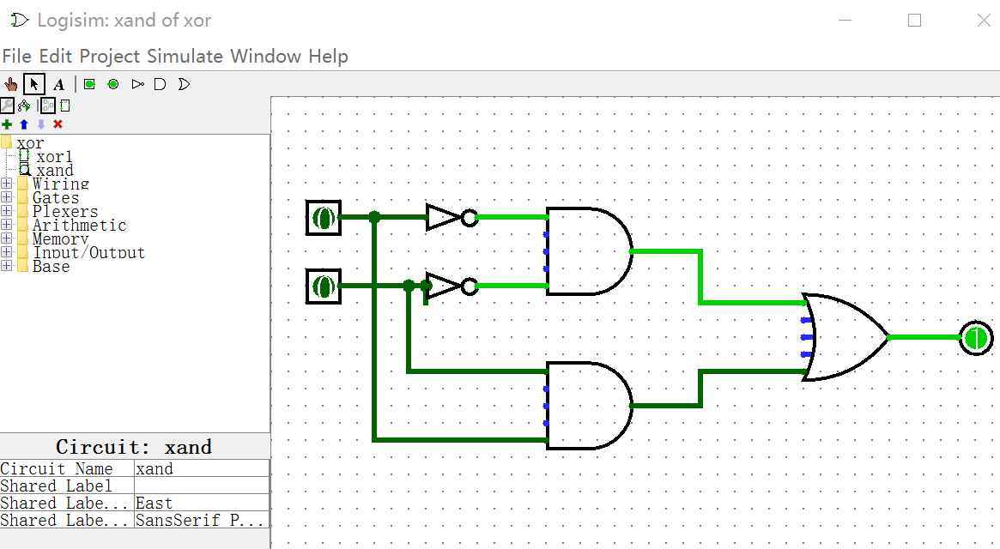 Logisim: xand of xor
File Edit Project Simulate Window Help
A
xor
xor1
xand
Wiring
Gates
Plexers
Arithmetic
Memory
Input/Output
Base
0
0
1
Circuit: xand
Circuit Name xand
Shared Label
Shared Labe... East
Shared Labe... SansSerif P...